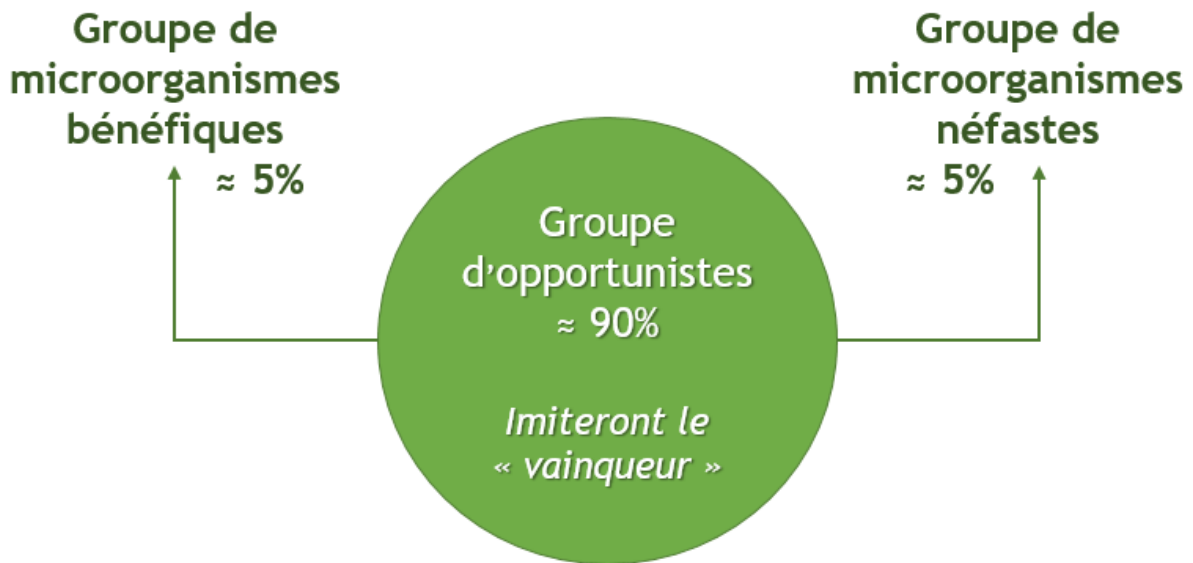 Groupe de
microorganismes
bénéfiques
≈ 5%
Groupe de
microorganismes
néfastes
≈ 5%
Groupe
d'opportunistes
≈ 90%
Imiteront le
« vainqueur »